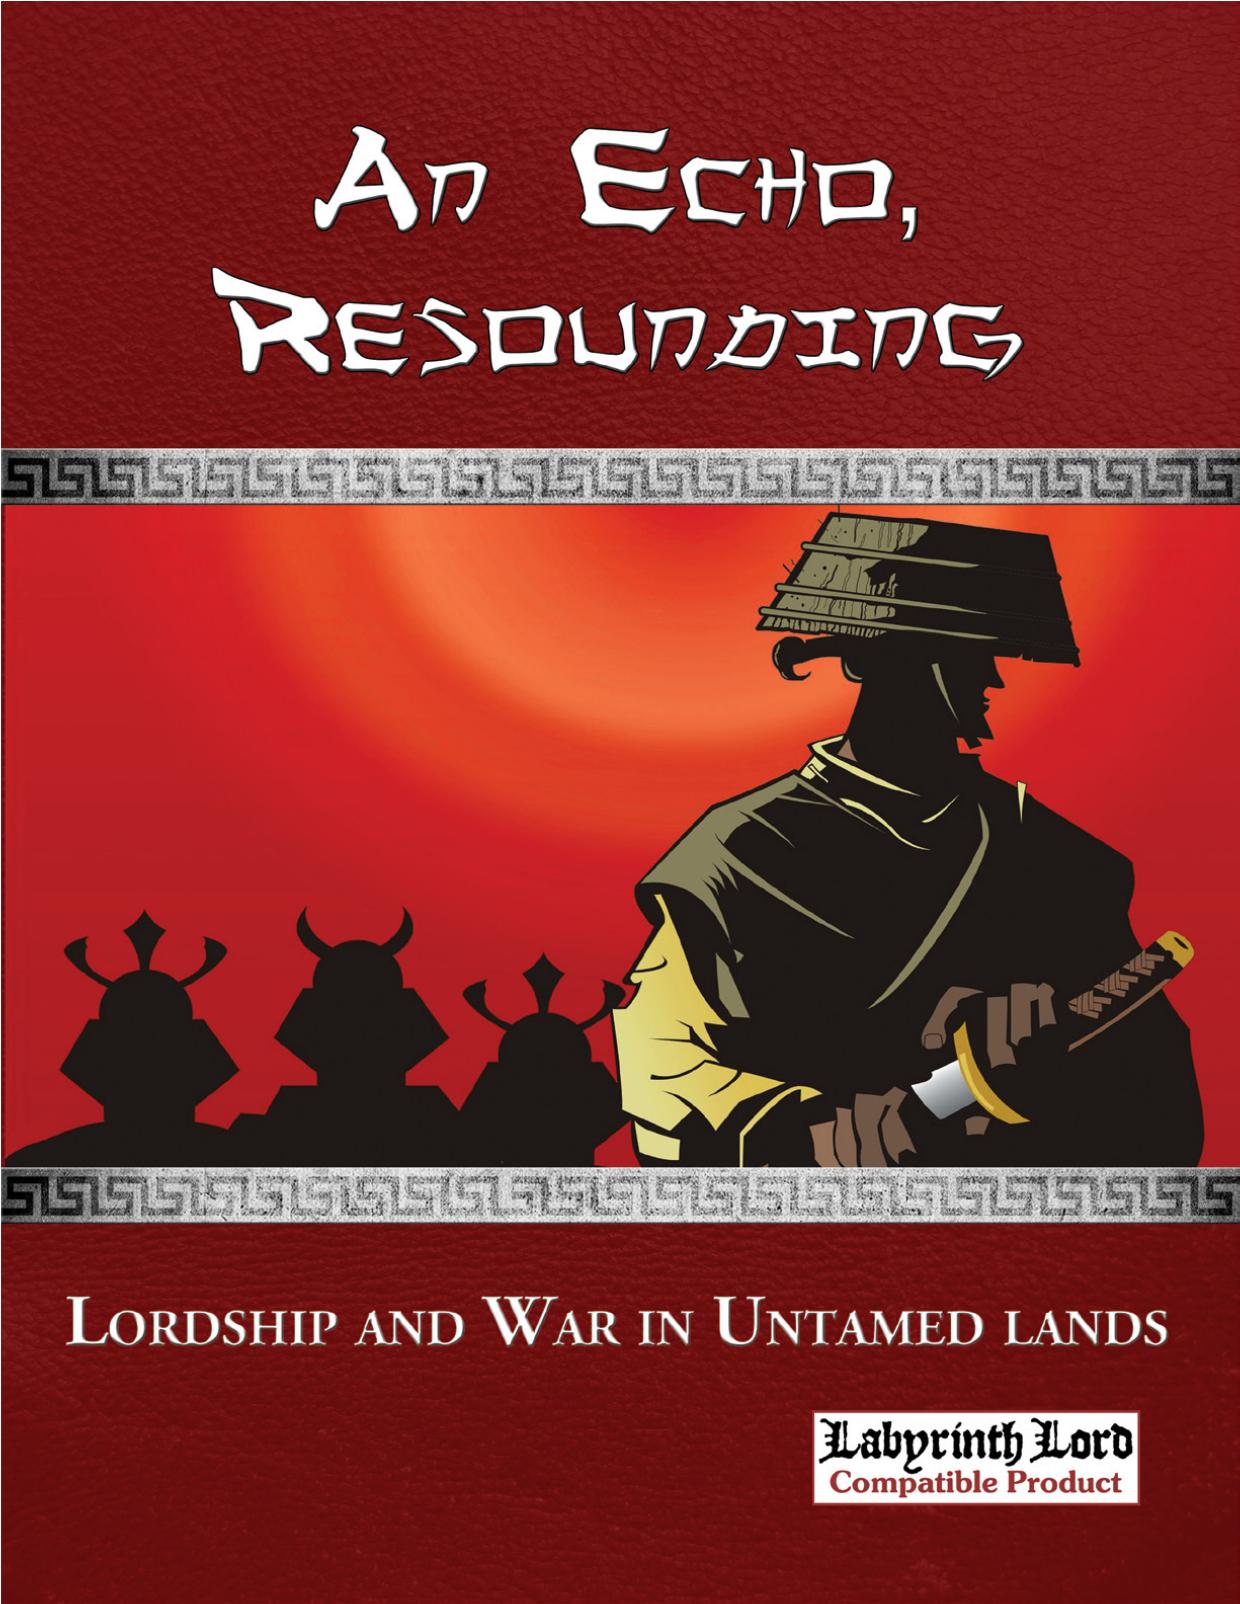 An Echo,
Resounding
Lordship and War in Untamed lands
Labyrinth Lord
Compatible Product